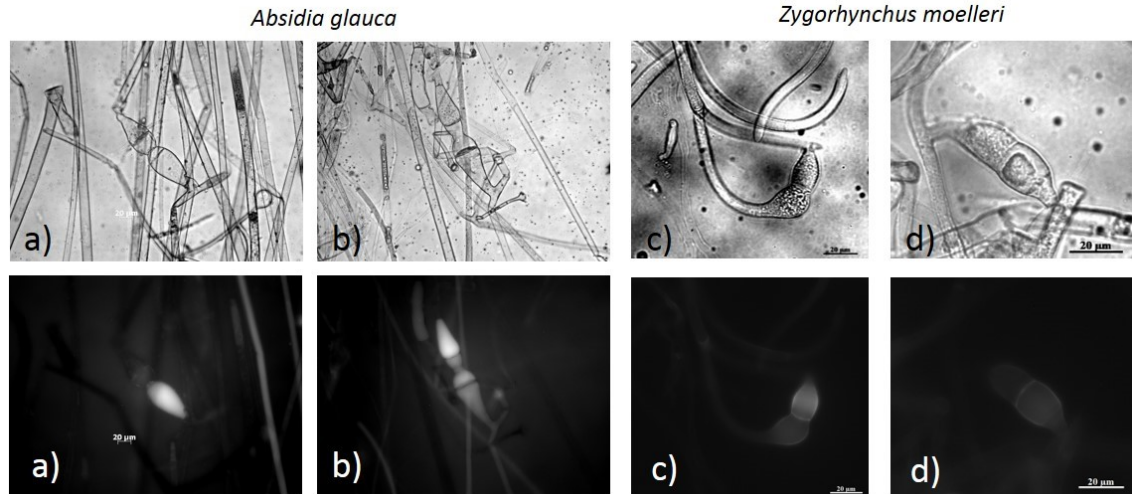 Absidia glauca
Zygorhynchus moelleri
20 µm
a)
b)
20 µm
c)
20 µm
d)
20 µm
a)
b)
20 µm
c)
20 µm
d)